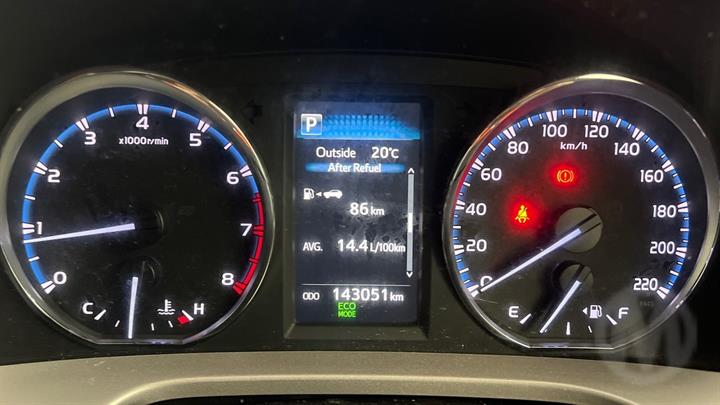 0
1
2
3
4
5
6
7
8
x1000r/min
C
H
P
Outside 20°C
After Refuel
86 km
AVG. 14.4 L/100km
ODO 143051 km
ECO
MODE
0
20
40
60
80
100
120
140
160
180
200
220
km/h
E
F